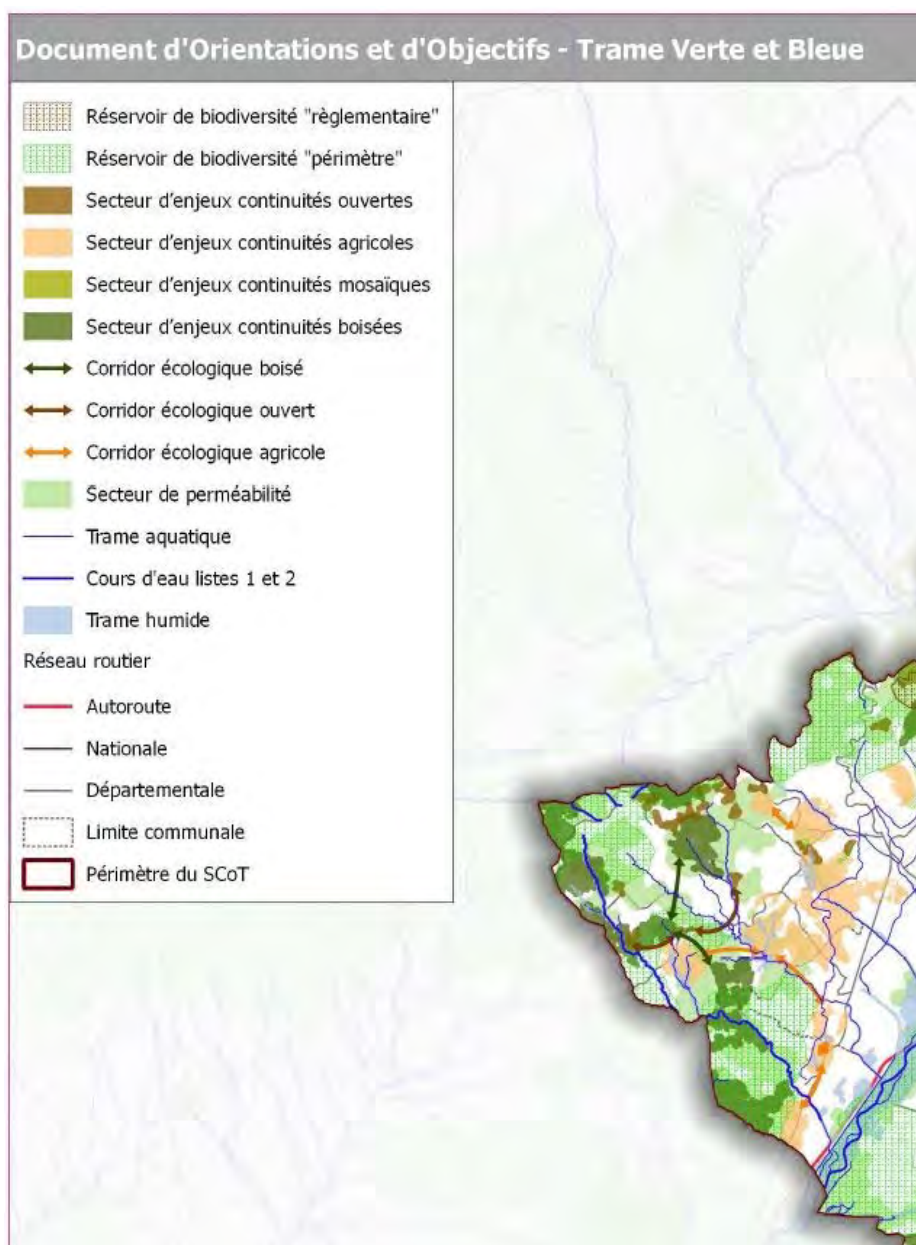 Document d'Orientations et d'Objectifs - Trame Verte et Bleue
Réservoir de biodiversité "règlementaire"
Réservoir de biodiversité "périmètre"
Secteur d'enjeux continuités ouvertes
Secteur d'enjeux continuités agricoles
Secteur d'enjeux continuités mosaïques
Secteur d'enjeux continuités boisées
Corridor écologique boisé
Corridor écologique ouvert
Corridor écologique agricole
Secteur de perméabilité
Trame aquatique
Cours d'eau listes 1 et 2
Trame humide
Réseau routier
Autoroute
Nationale
Départementale
Limite communale
Périmètre du SCoT